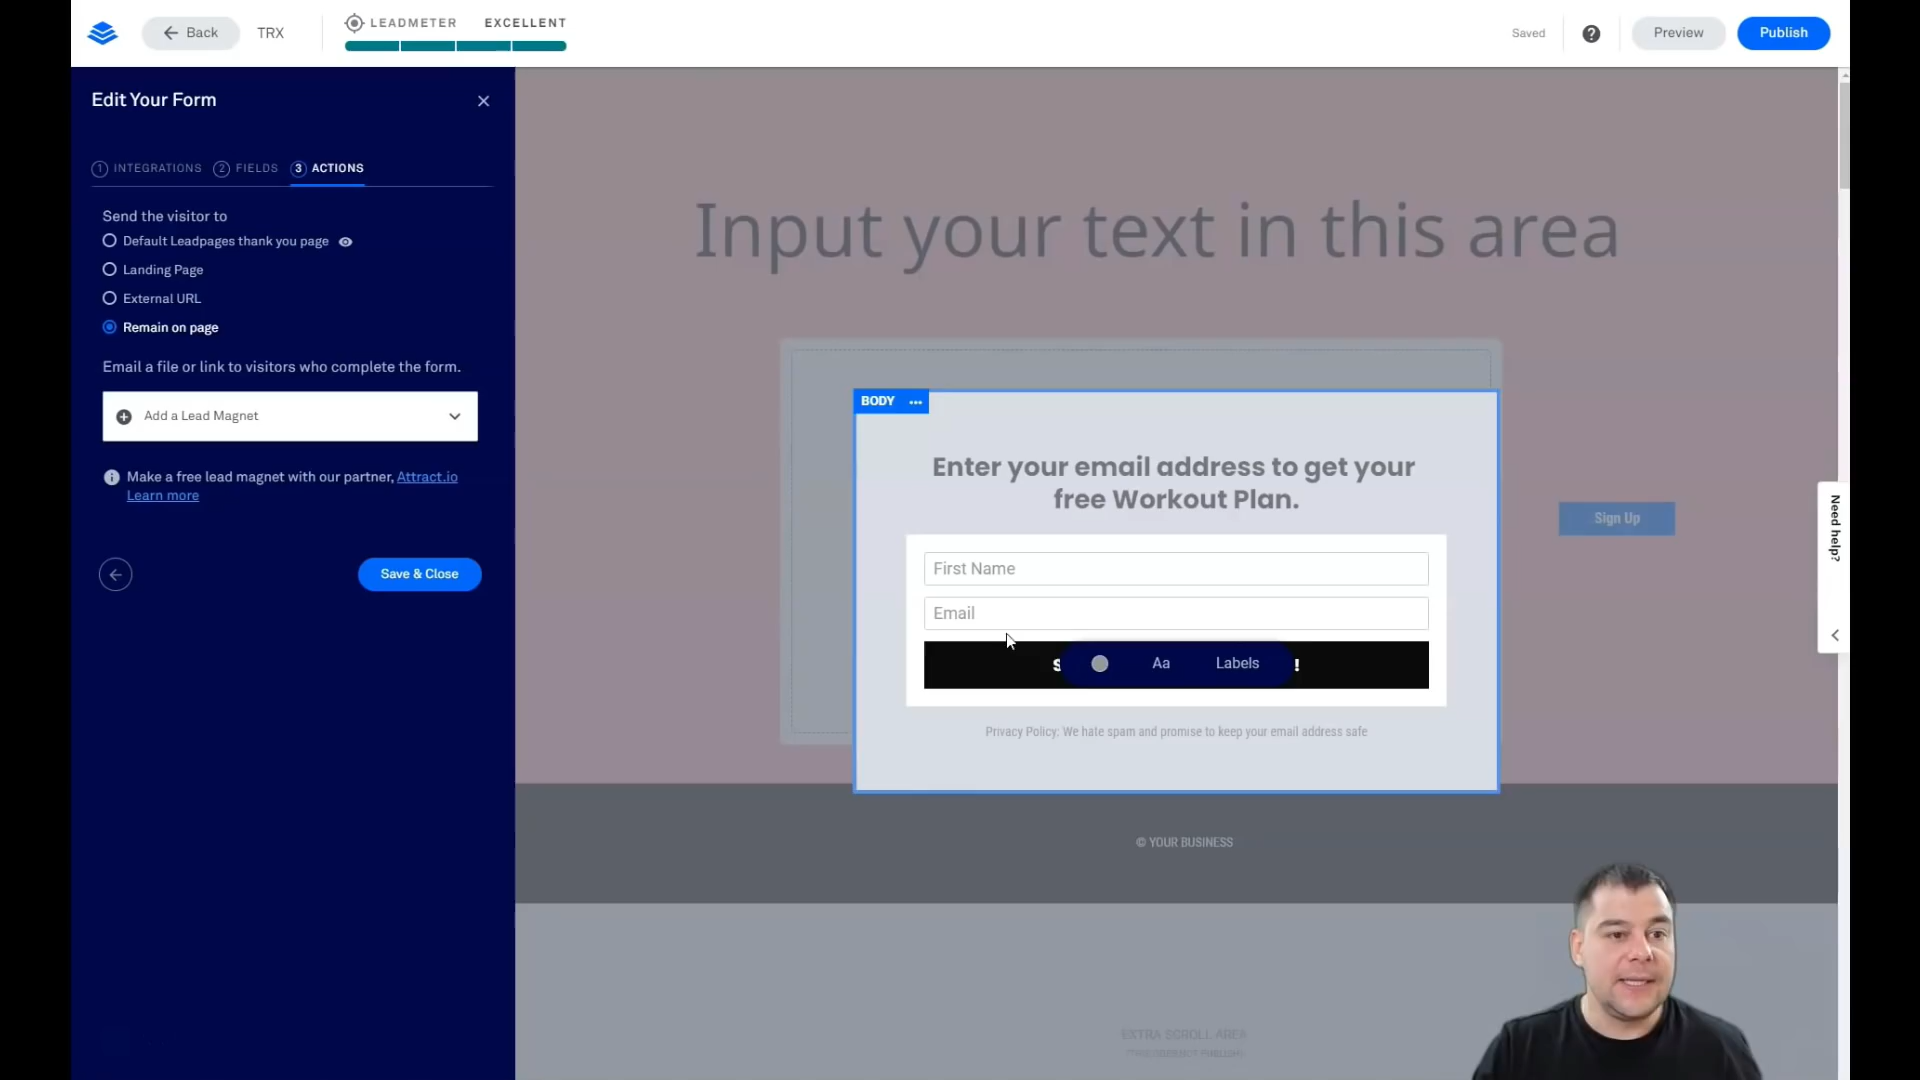 Back
TRX
LEADMETER EXCELLENT
Saved
?
Preview
Publish
Edit Your Form
1 INTEGRATIONS 2 FIELDS 3 ACTIONS
Send the visitor to
Default Leadpages thank you page
Landing Page
External URL
Remain on page
Email a file or link to visitors who complete the form.
Add a Lead Magnet
Make a free lead magnet with our partner, Attract.io
Learn more
Save & Close
Input your text in this area
BODY ...
Enter your email address to get your
free Workout Plan.
First Name
Email
Aa Labels !
Privacy Policy: We hate spam and promise to keep your email address safe
Sign Up
Need help?
© YOUR BUSINESS
EXTRA SCROLL AREA